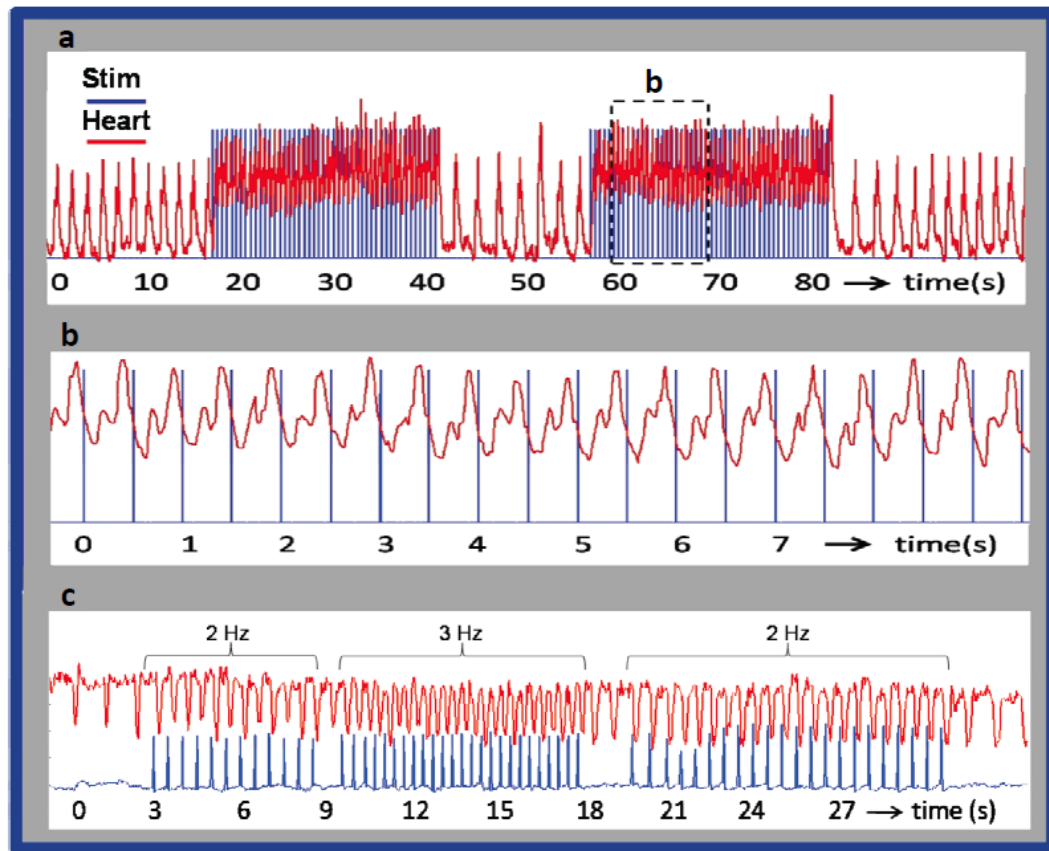 a
Stim
Heart
b
0 10 20 30 40 50 60 70 80 → time(s)
b
0 1 2 3 4 5 6 7 → time(s)
c
2 Hz 3 Hz 2 Hz
0 3 6 9 12 15 18 21 24 27 → time (s)